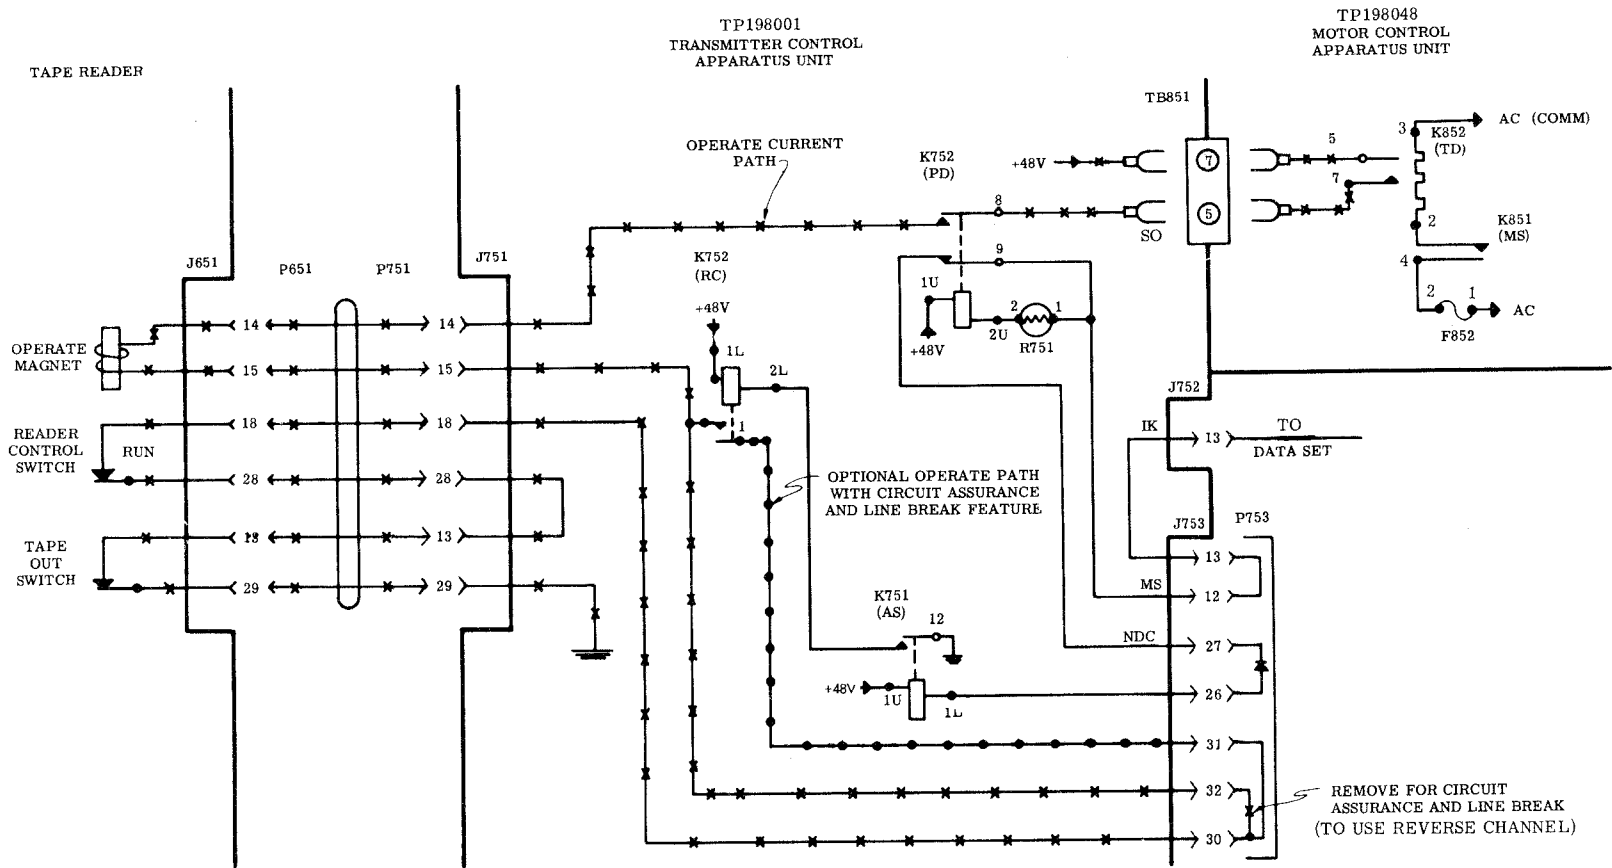 TP198001
TRANSMITTER CONTROL
APPARATUS UNIT
TP198048
MOTOR CONTROL
APPARATUS UNIT
TAPE READER
TB851
AC (COMM)
K852
(TD)
3
5
7
7
5
2
K851
(MS)
4
2
1
AC
F852
OPERATE CURRENT
PATH
K752
(PD)
+48V
8
SO
9
1U
+48V
2U
2
1
R751
J651
P651
P751
J751
K752
(RC)
+48V
1L
2L
1
OPERATE
MAGNET
14
14
15
15
READER
CONTROL
SWITCH
RUN
18
18
28
28
TAPE
OUT
SWITCH
13
13
29
29
OPTIONAL OPERATE PATH
WITH CIRCUIT ASSURANCE
AND LINE BREAK FEATURE
J752
IK
13
TO
DATA SET
J753
P753
13
MS
12
K751
(AS)
12
NDC
27
+48V
1U
1L
26
31
32
30
REMOVE FOR CIRCUIT
ASSURANCE AND LINE BREAK
(TO USE REVERSE CHANNEL)